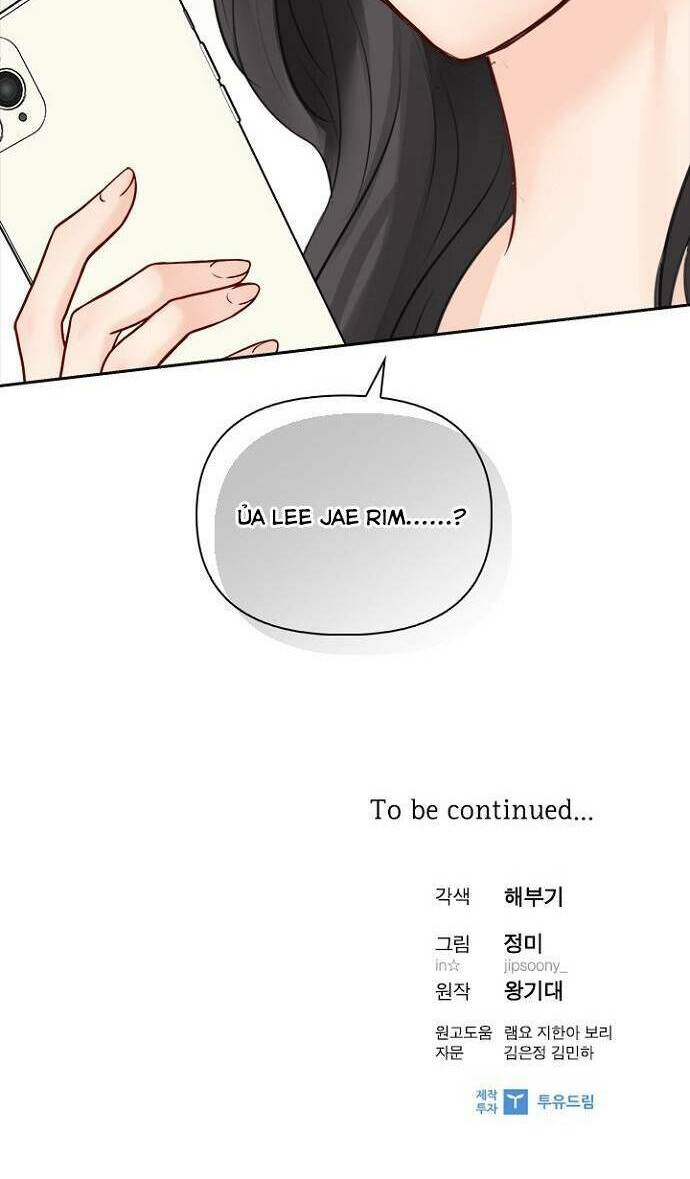 ỦA LEE JAE RIM......?
To be continued...
각색 해부기
그림 정미
in☆ jipsoony_
원작 왕기대
원고도움 램요 지한아 보리
자문 김은정 김민하
제작
투자 투유드림